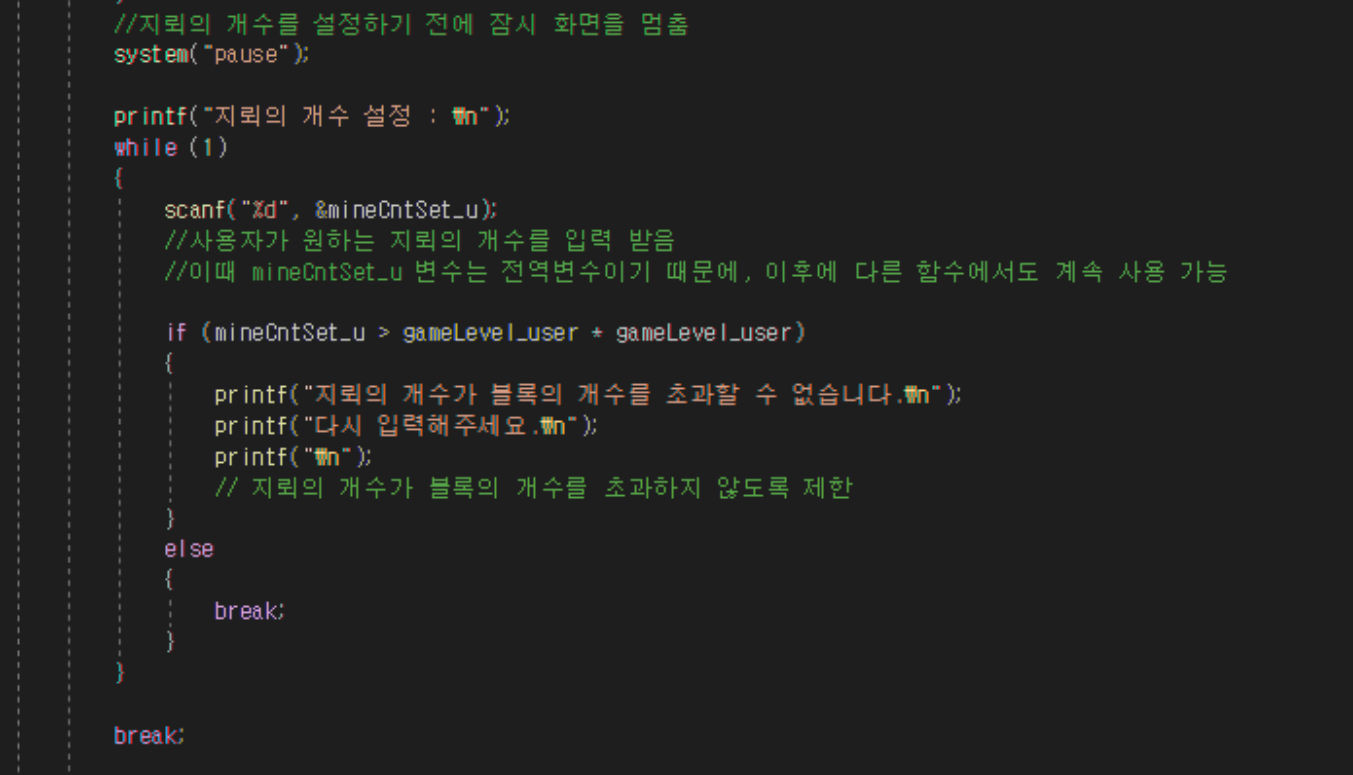 //지뢰의 개수를 설정하기 전에 잠시 화면을 멈춤
system("pause");
printf("지뢰의 개수 설정 : ₩n");
while (1)
{
scanf("%d", &mineCntSet_u);
//사용자가 원하는 지뢰의 개수를 입력 받음
//이때 mineCntSet_u 변수는 전역변수이기 때문에, 이후에 다른 함수에서도 계속 사용 가능
if (mineCntSet_u > gameLevel_user * gameLevel_user)
{
printf("지뢰의 개수가 블록의 개수를 초과할 수 없습니다.₩n");
printf("다시 입력해주세요.₩n");
printf("₩n");
// 지뢰의 개수가 블록의 개수를 초과하지 않도록 제한
}
else
{
break;
}
}
break;